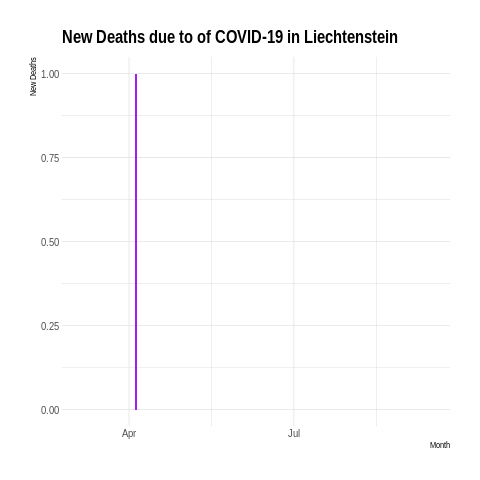 New Deaths due to of COVID-19 in Liechtenstein
New Deaths
1.00
0.75
0.50
0.25
0.00
Apr
Jul
Month